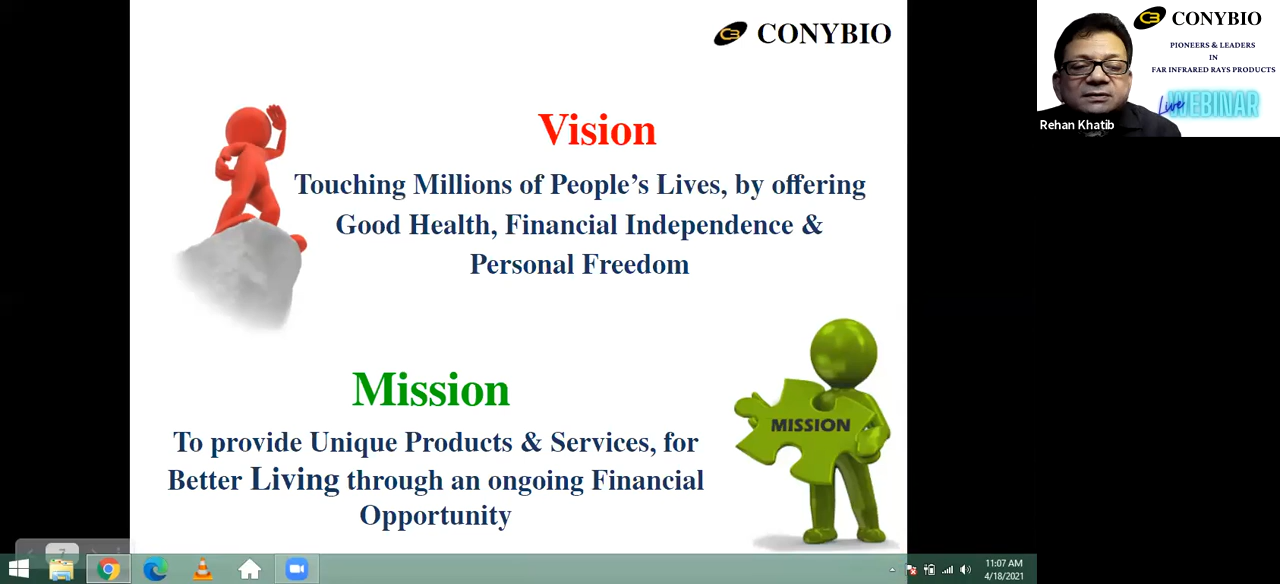 CONYBIO
Vision
Touching Millions of People’s Lives, by offering
Good Health, Financial Independence &
Personal Freedom
Mission
To provide Unique Products & Services, for
Better Living through an ongoing Financial
Opportunity
MISSION
CB CONYBIO
PIONEERS & LEADERS
IN
FAR INFRARED RAYS PRODUCTS
Live WEBINAR
Rehan Khatib
7
11:07 AM
4/18/2021